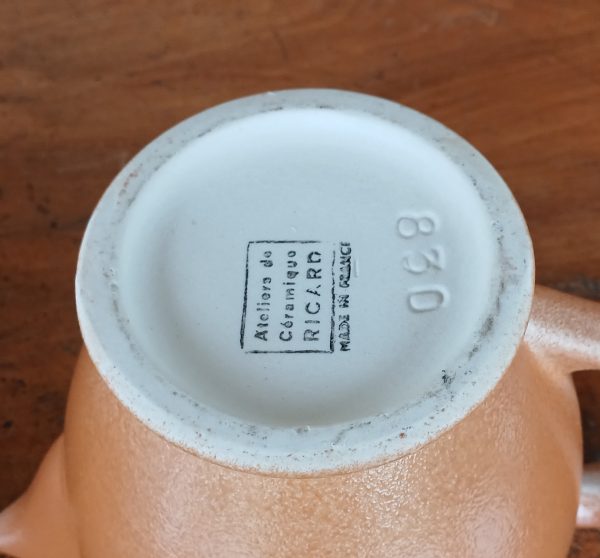 Ateliers de
Céramique
RICARD
MADE IN FRANCE
830